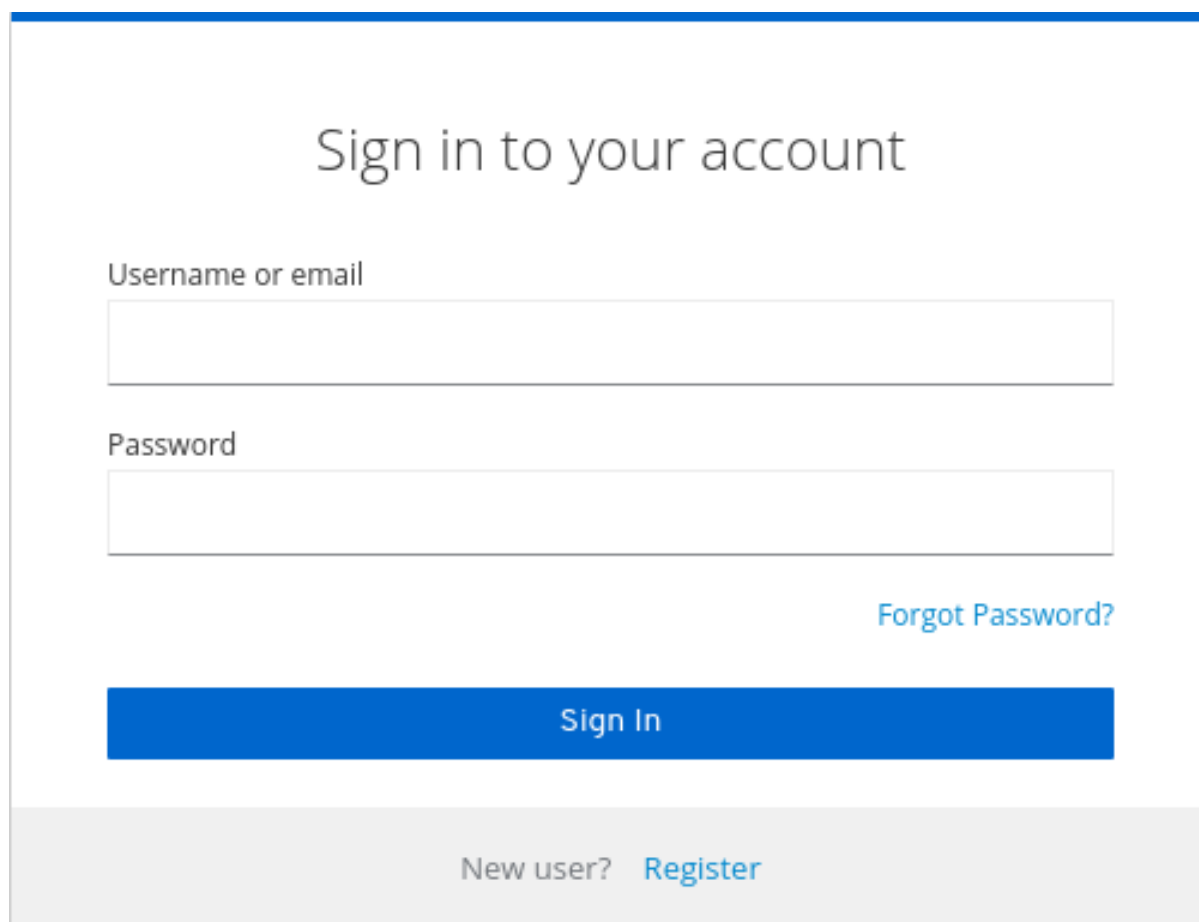 Sign in to your account
Username or email
Password
Forgot Password?
Sign In
New user? Register